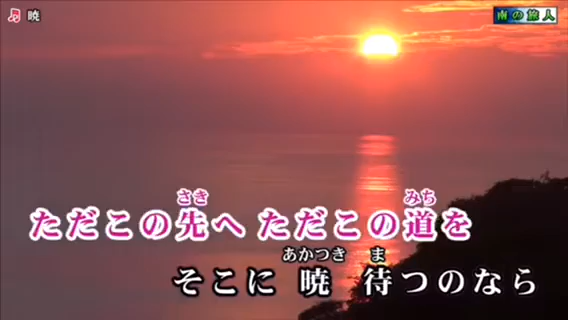 暁
南の旅人
さき みち
ただこの先へ ただこの道を
あかつき ま
そこに 暁 待つのなら